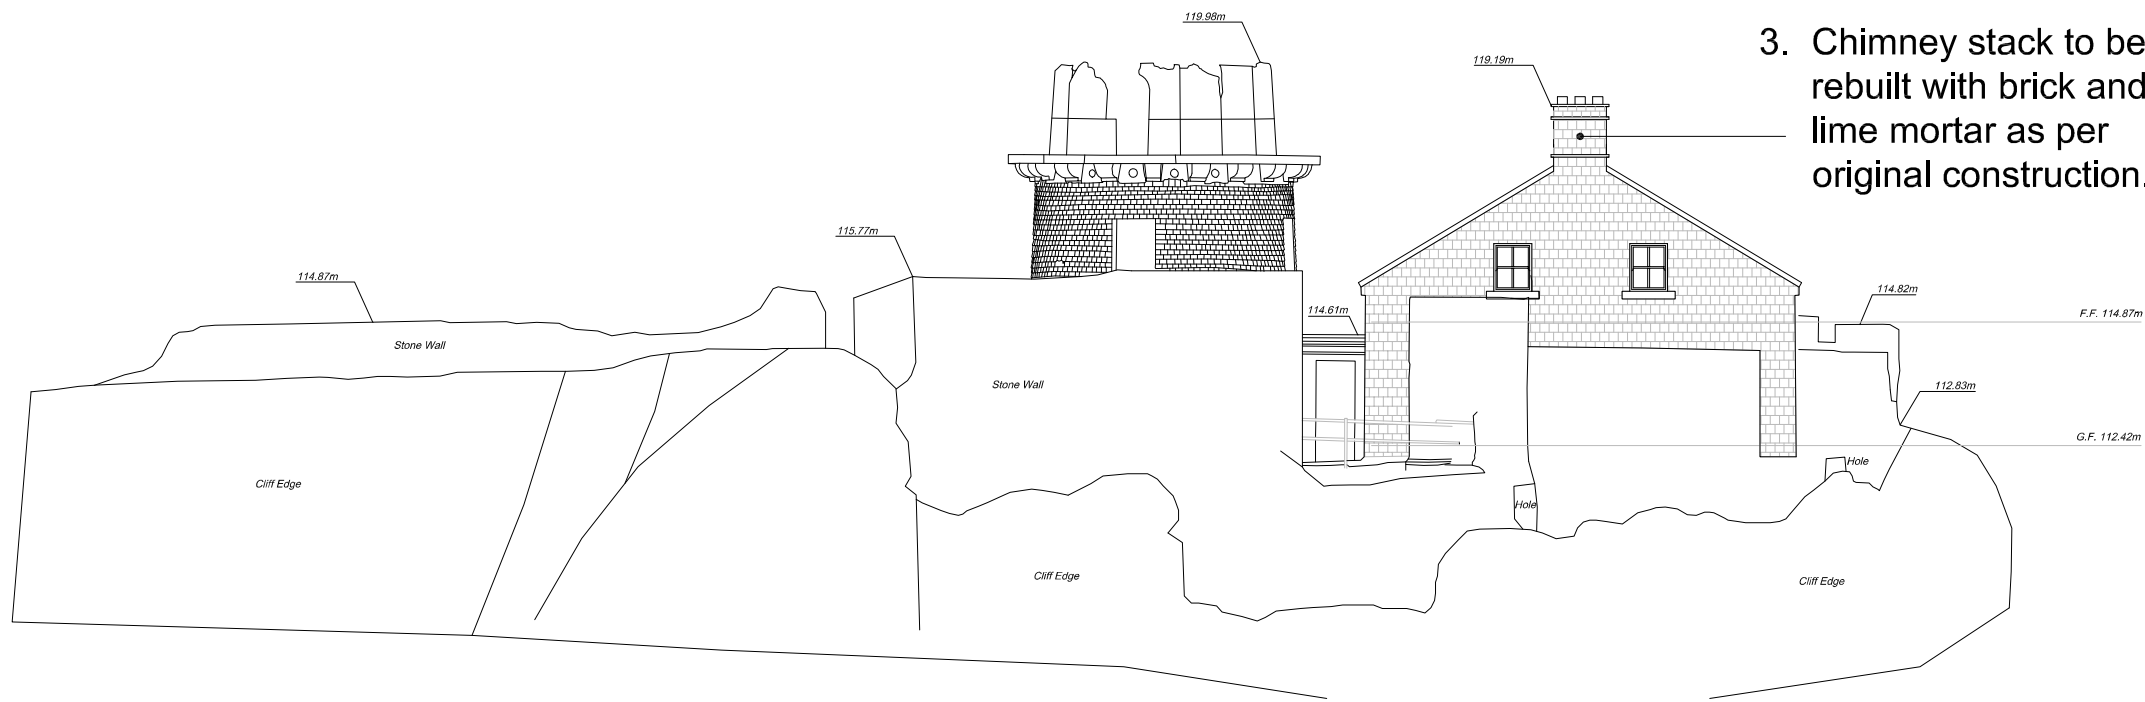 119.98m
3. Chimney stack to be
rebuilt with brick and
lime mortar as per
original construction.
119.19m
115.77m
114.87m
114.61m
114.82m
F.F. 114.87m
Stone Wall
Stone Wall
112.83m
G.F. 112.42m
Hole
Cliff Edge
Hole
Cliff Edge
Cliff Edge